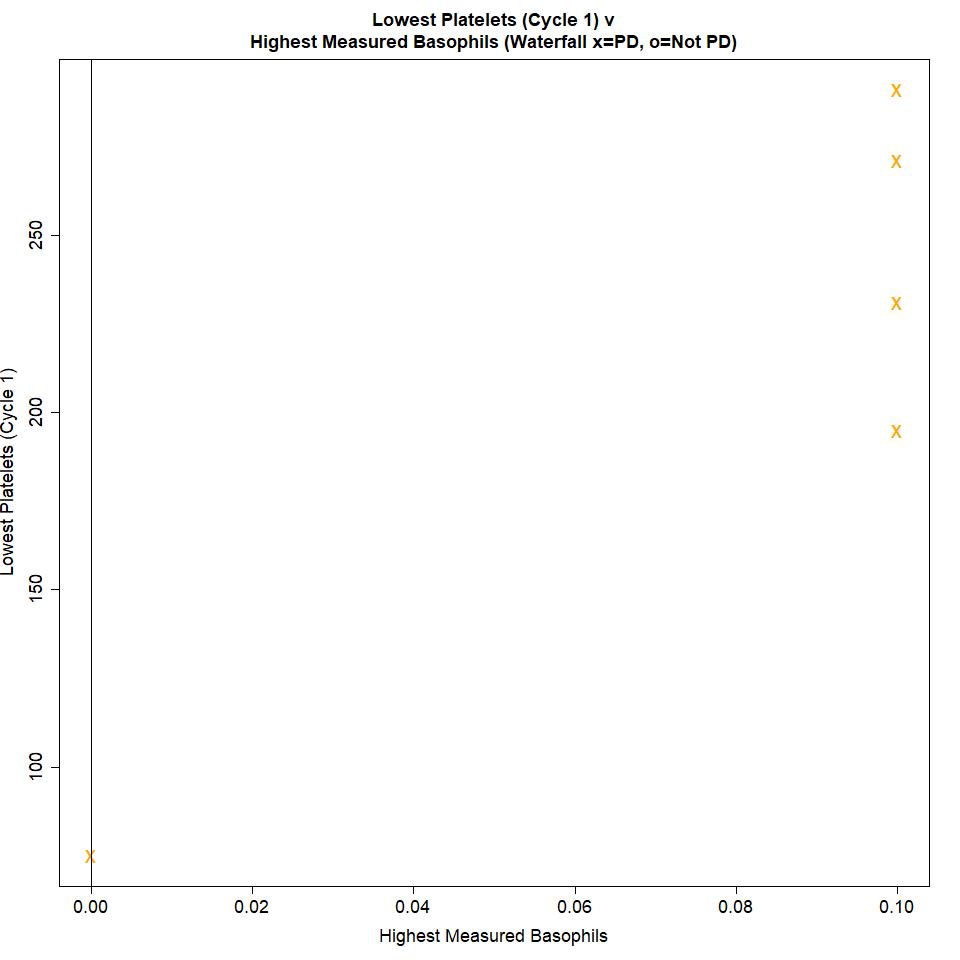 Lowest Platelets (Cycle 1) v
Highest Measured Basophils (Waterfall x=PD, o=Not PD)
Lowest Platelets (Cycle 1)
250
200
150
100
X
X
X
X
X
0.00 0.02 0.04 0.06 0.08 0.10
Highest Measured Basophils